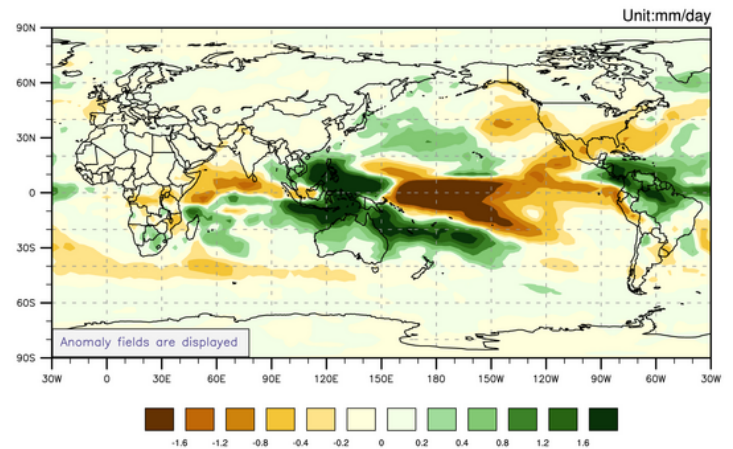 Unit:mm/day
90N
60N
30N
0
30S
60S
90S
Anomaly fields are displayed
30W 0 30E 60E 90E 120E 150E 180 150W 120W 90W 60W 30W
-1.6 -1.2 -0.8 -0.4 -0.2 0 0.2 0.4 0.8 1.2 1.6